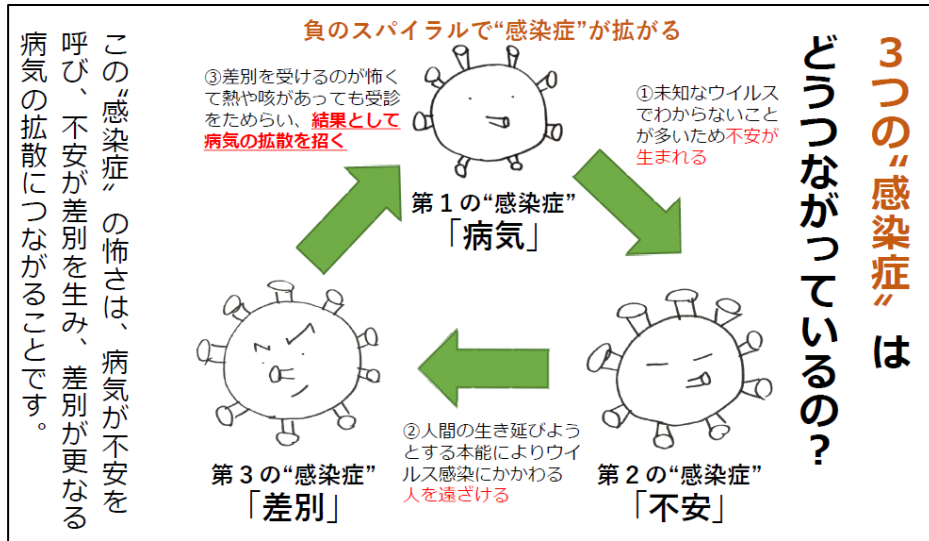 3つの“感染症”は
どうつながっているの?
負のスパイラルで“感染症”が拡がる
第1の“感染症”
「病気」
①未知なウイルス
でわからないこと
が多いため不安が
生まれる
第2の“感染症”
「不安」
②人間の生き延びよう
とする本能によりウイ
ルス感染にかかわる
人を遠ざける
第3の“感染症”
「差別」
③差別を受けるのが怖く
て熱や咳があっても受診
をためらい、結果として
病気の拡散を招く
この“感染症”の怖さは、病気が不安を
呼び、不安が差別を生み、差別が更なる
病気の拡散につながることです。